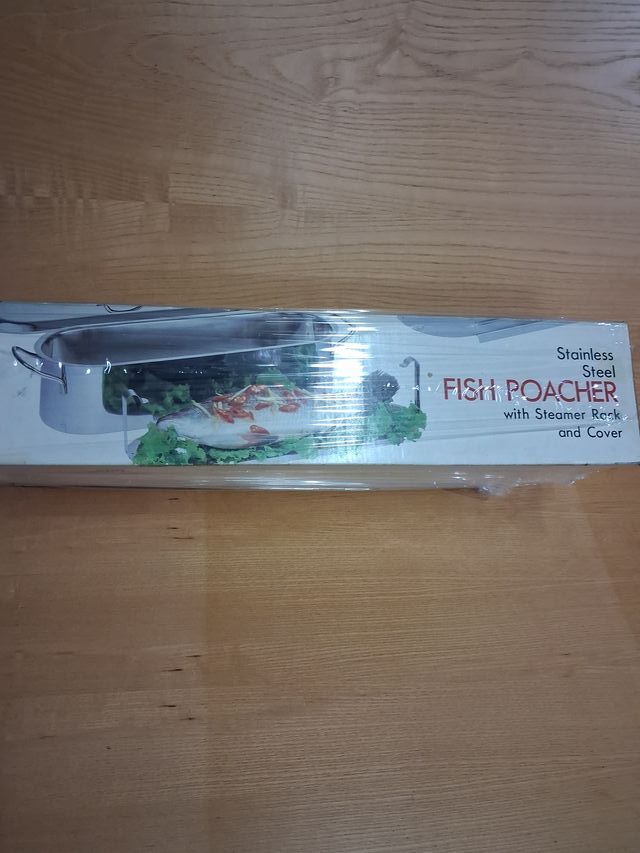 Stainless
Steel
FISH POACHER
with Steamer Rack
and Cover